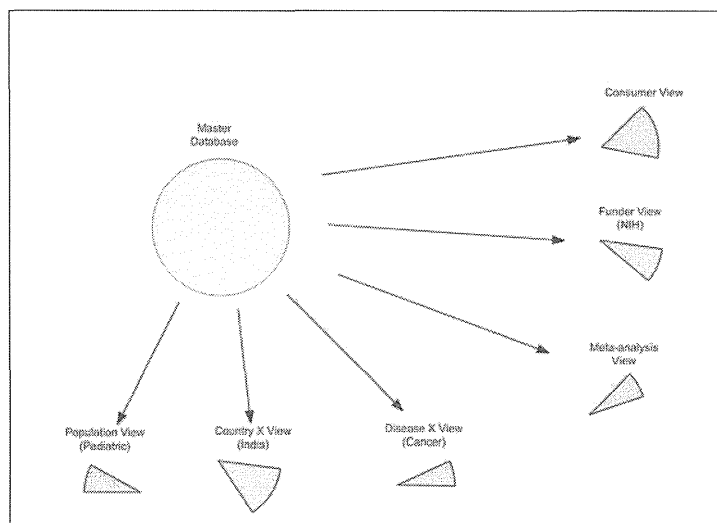 Master
Database
Consumer View
Funder View
(NIH)
Meta-analysis
View
Population View
(Pediatric)
Country X View
(India)
Disease X View
(Cancer)